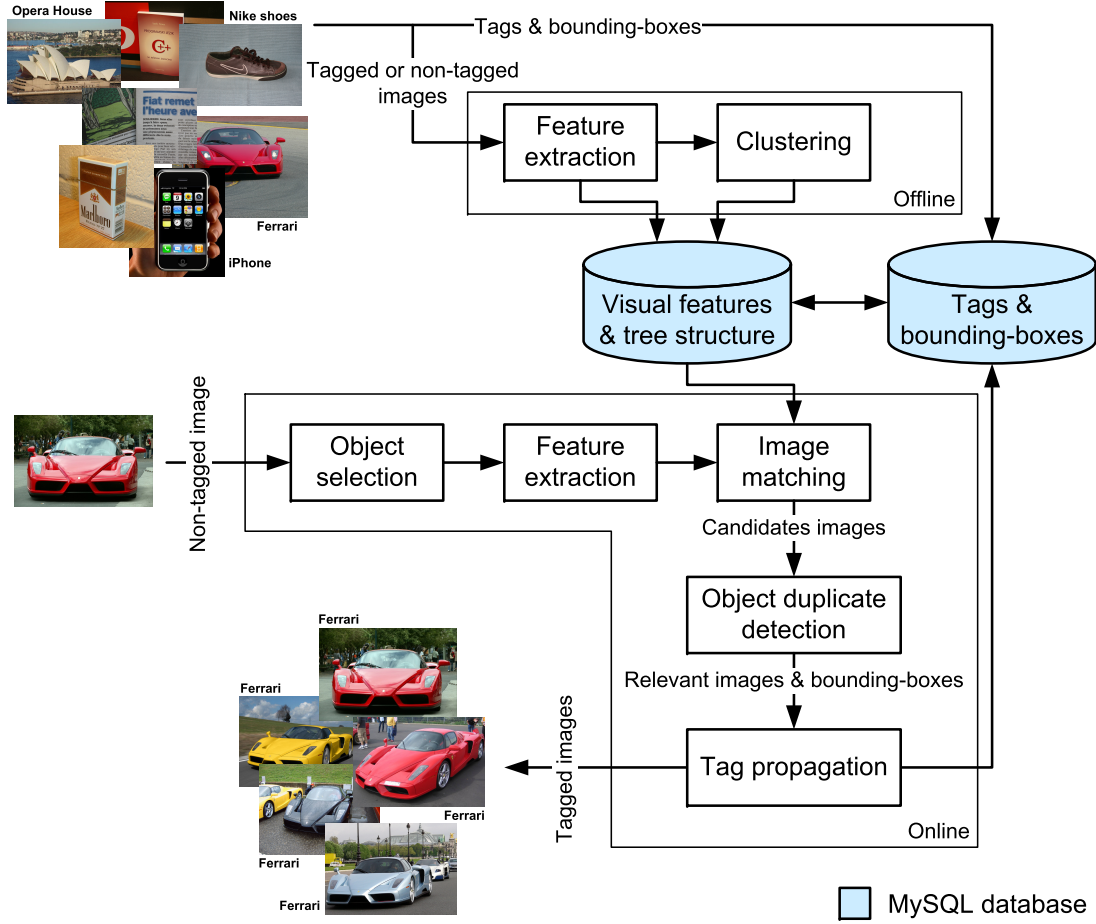 Opera House
Nike shoes
C++
Fiat remet
l'heure ave
Marlboro
Ferrari
iPhone
Tags & bounding-boxes
Tagged or non-tagged
images
Feature
extraction
Clustering
Offline
Visual features
& tree structure
Tags &
bounding-boxes
Non-tagged image
Object
selection
Feature
extraction
Image
matching
Candidates images
Object duplicate
detection
Relevant images & bounding-boxes
Tag propagation
Tagged images
Online
Ferrari
Ferrari
Ferrari
Ferrari
Ferrari
MySQL database